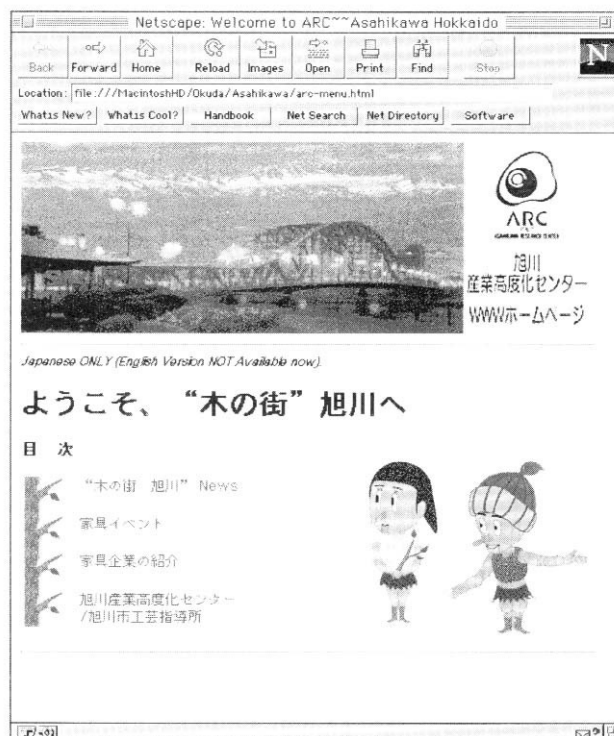 Netscape: Welcome to ARC~~Asahikawa Hokkaido
Back Forward Home Reload Images Open Print Find Stop
N
Location: file:///MacintoshHD/Okuda/Asahikawa/arc-menu.html
What's New? What's Cool? Handbook Net Search Net Directory Software
ARC
旭川
産業高度化センター
WWWホームページ
Japanese ONLY (English Version NOT Available now).
ようこそ、“木の街”旭川へ
目 次
“木の街 旭川” News
家具イベント
家具企業の紹介
旭川産業高度化センター
/旭川市工芸指導所